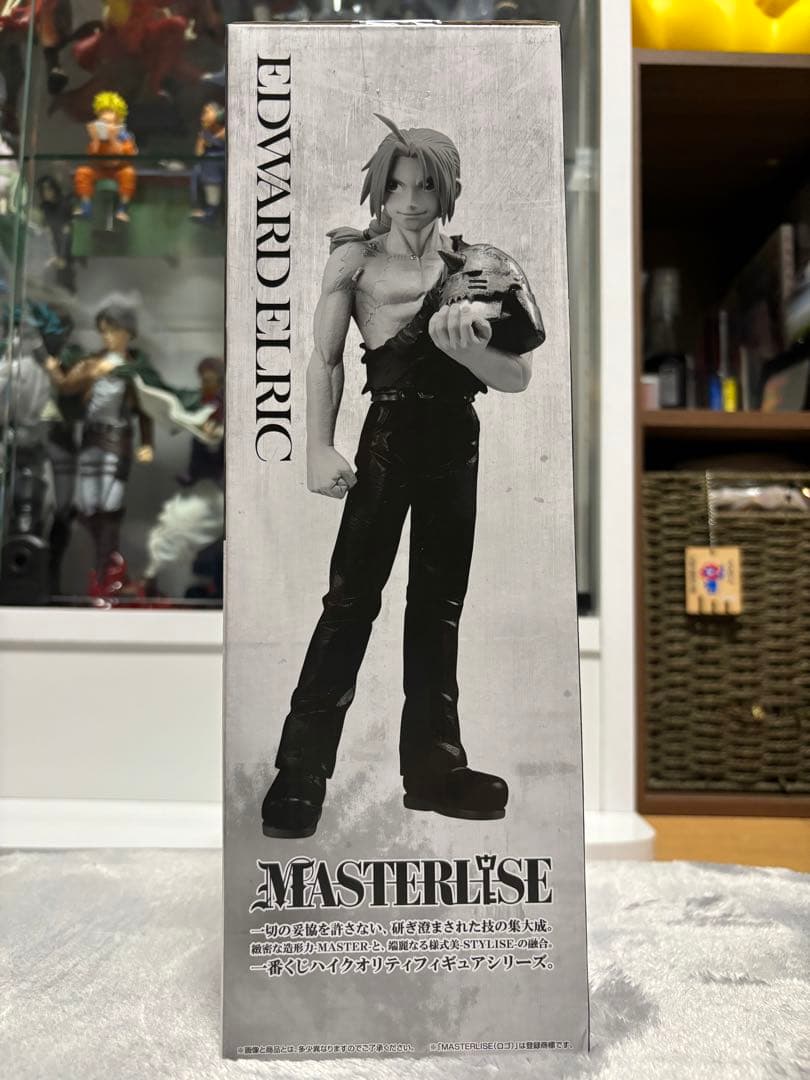 EDWARD ELRIC
MASTERLISE
一切の妥協を許さない、研ぎ澄まされた技の集大成。
緻密な造形力-MASTER-と、端麗なる様式美-STYLISE-の融合。
一番くじハイクオリティフィギュアシリーズ。
※画像と商品とは、多少異なりますのでご了承ください。 ※「MASTERLISE(ロゴ)」は登録商標です。